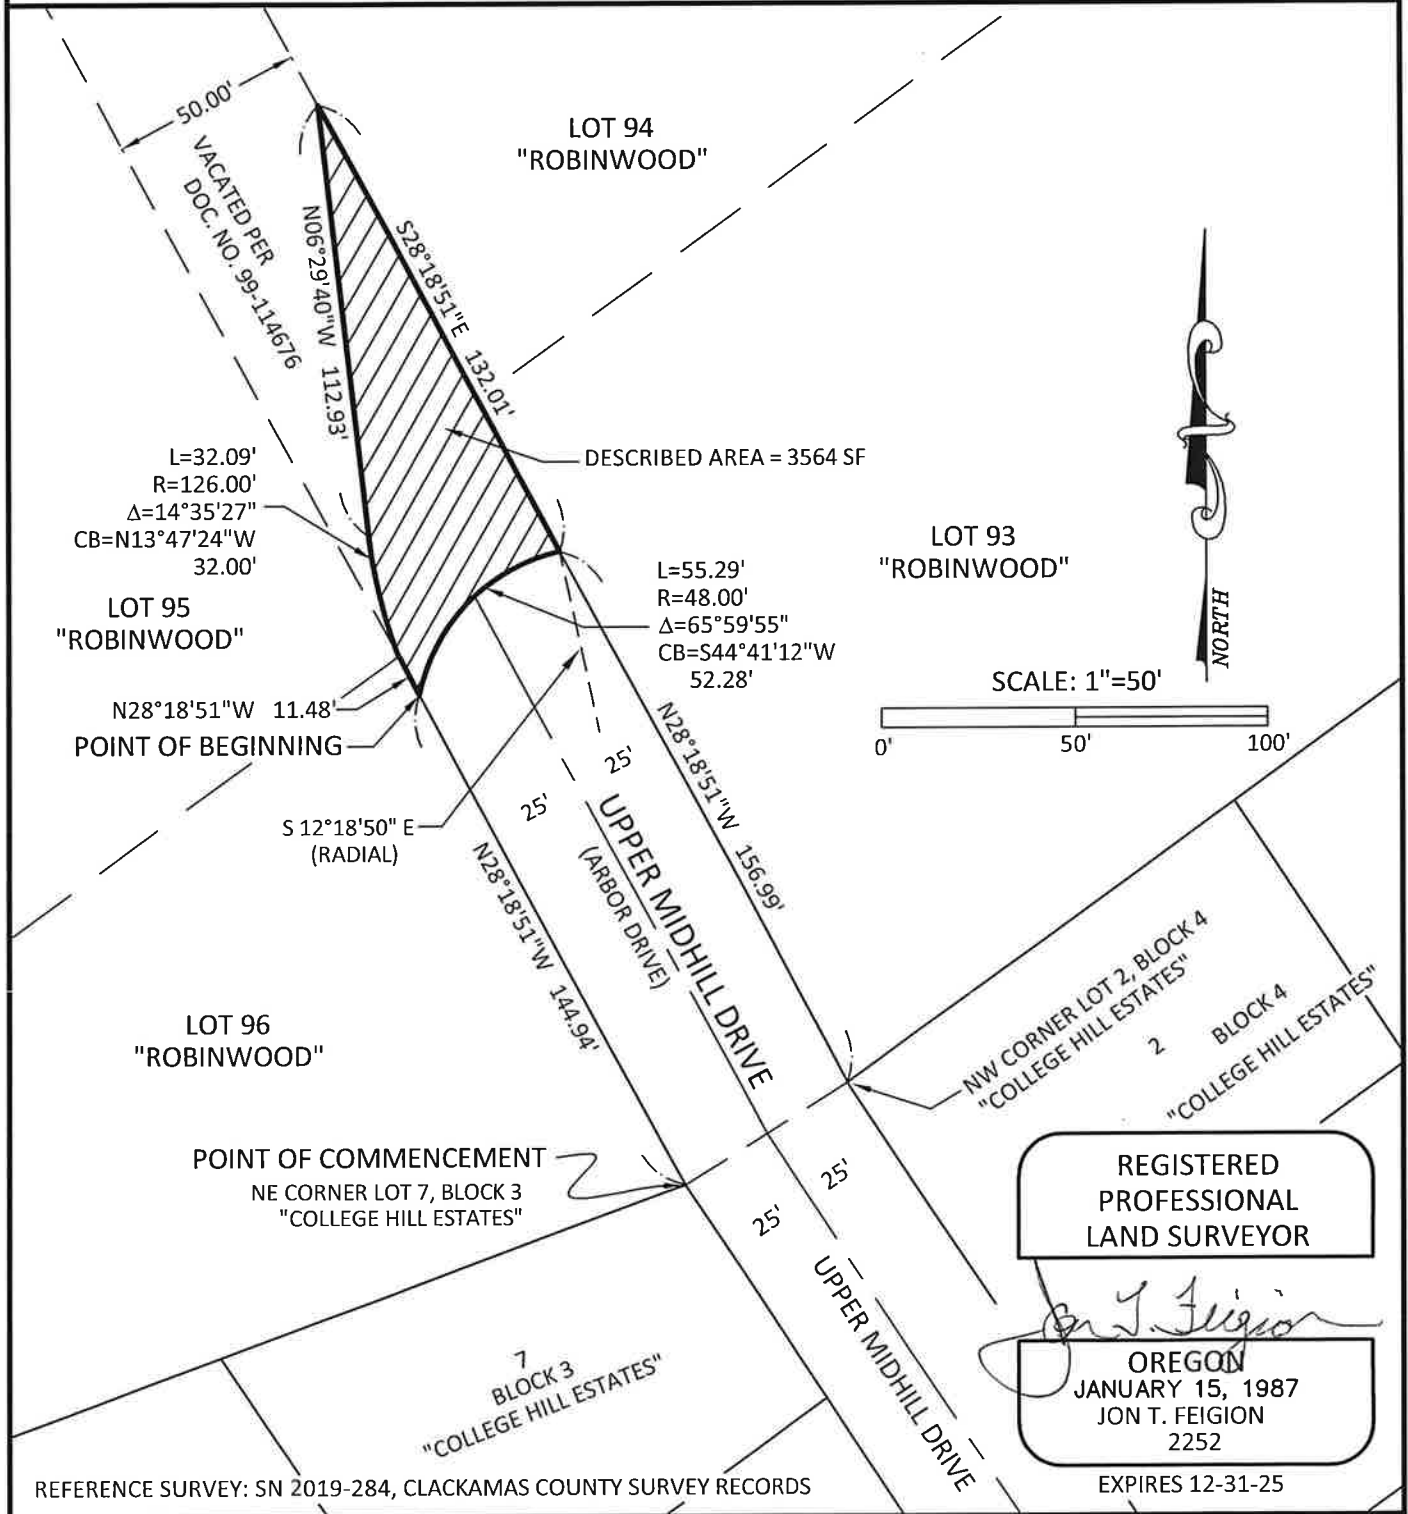 50.00'
LOT 94
"ROBINWOOD"
VACATED PER
DOC. NO. 99-114676
N06°29'40"W 112.93'
S28°18'51"E 132.01'
DESCRIBED AREA = 3564 SF
L=32.09'
R=126.00'
Δ=14°35'27"
CB=N13°47'24"W
32.00'
LOT 93
"ROBINWOOD"
L=55.29'
R=48.00'
Δ=65°59'55"
CB=S44°41'12"W
52.28'
LOT 95
"ROBINWOOD"
NORTH
SCALE: 1"=50'
0' 50' 100'
N28°18'51"W 11.48'
POINT OF BEGINNING
S 12°18'50" E
(RADIAL)
25'
25'
N28°18'51"W 156.99'
UPPER MIDHILL DRIVE
(ARBOR DRIVE)
N28°18'51"W 144.94'
LOT 96
"ROBINWOOD"
NW CORNER LOT 2, BLOCK 4
"COLLEGE HILL ESTATES"
2 BLOCK 4
"COLLEGE HILL ESTATES"
POINT OF COMMENCEMENT
NE CORNER LOT 7, BLOCK 3
"COLLEGE HILL ESTATES"
25'
25'
UPPER MIDHILL DRIVE
7
BLOCK 3
"COLLEGE HILL ESTATES"
REGISTERED
PROFESSIONAL
LAND SURVEYOR
Jon T. Feigion
OREGON
JANUARY 15, 1987
JON T. FEIGION
2252
EXPIRES 12-31-25
REFERENCE SURVEY: SN 2019-284, CLACKAMAS COUNTY SURVEY RECORDS